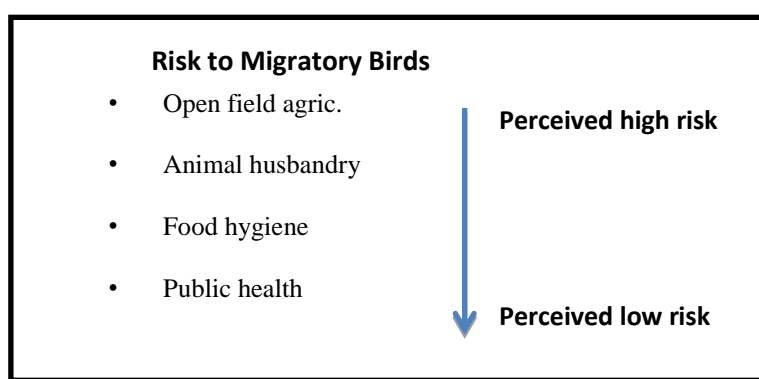 Risk to Migratory Birds
• Open field agric.
• Animal husbandry
• Food hygiene
• Public health
Perceived high risk
Perceived low risk